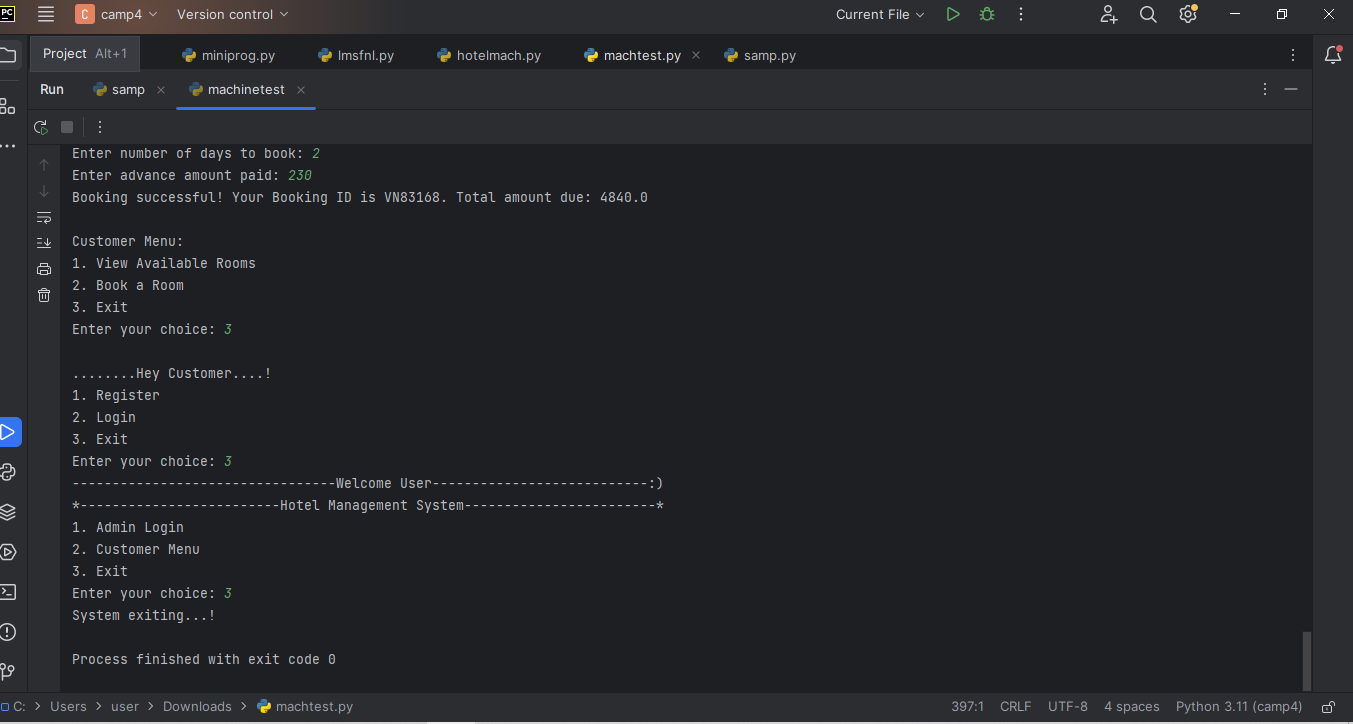 PC C camp4 Version control Current File
Project Alt+1 miniprog.py lmsfnl.py hotelmach.py machtest.py samp.py
Run samp machinetest
Enter number of days to book: 2
Enter advance amount paid: 230
Booking successful! Your Booking ID is VN83168. Total amount due: 4840.0
Customer Menu:
1. View Available Rooms
2. Book a Room
3. Exit
Enter your choice: 3
........Hey Customer....!
1. Register
2. Login
3. Exit
Enter your choice: 3
---------------------------------Welcome User---------------------------:)
*-------------------------Hotel Management System------------------------*
1. Admin Login
2. Customer Menu
3. Exit
Enter your choice: 3
System exiting...!
Process finished with exit code 0
C: > Users > user > Downloads > machtest.py 397:1 CRLF UTF-8 4 spaces Python 3.11 (camp4)